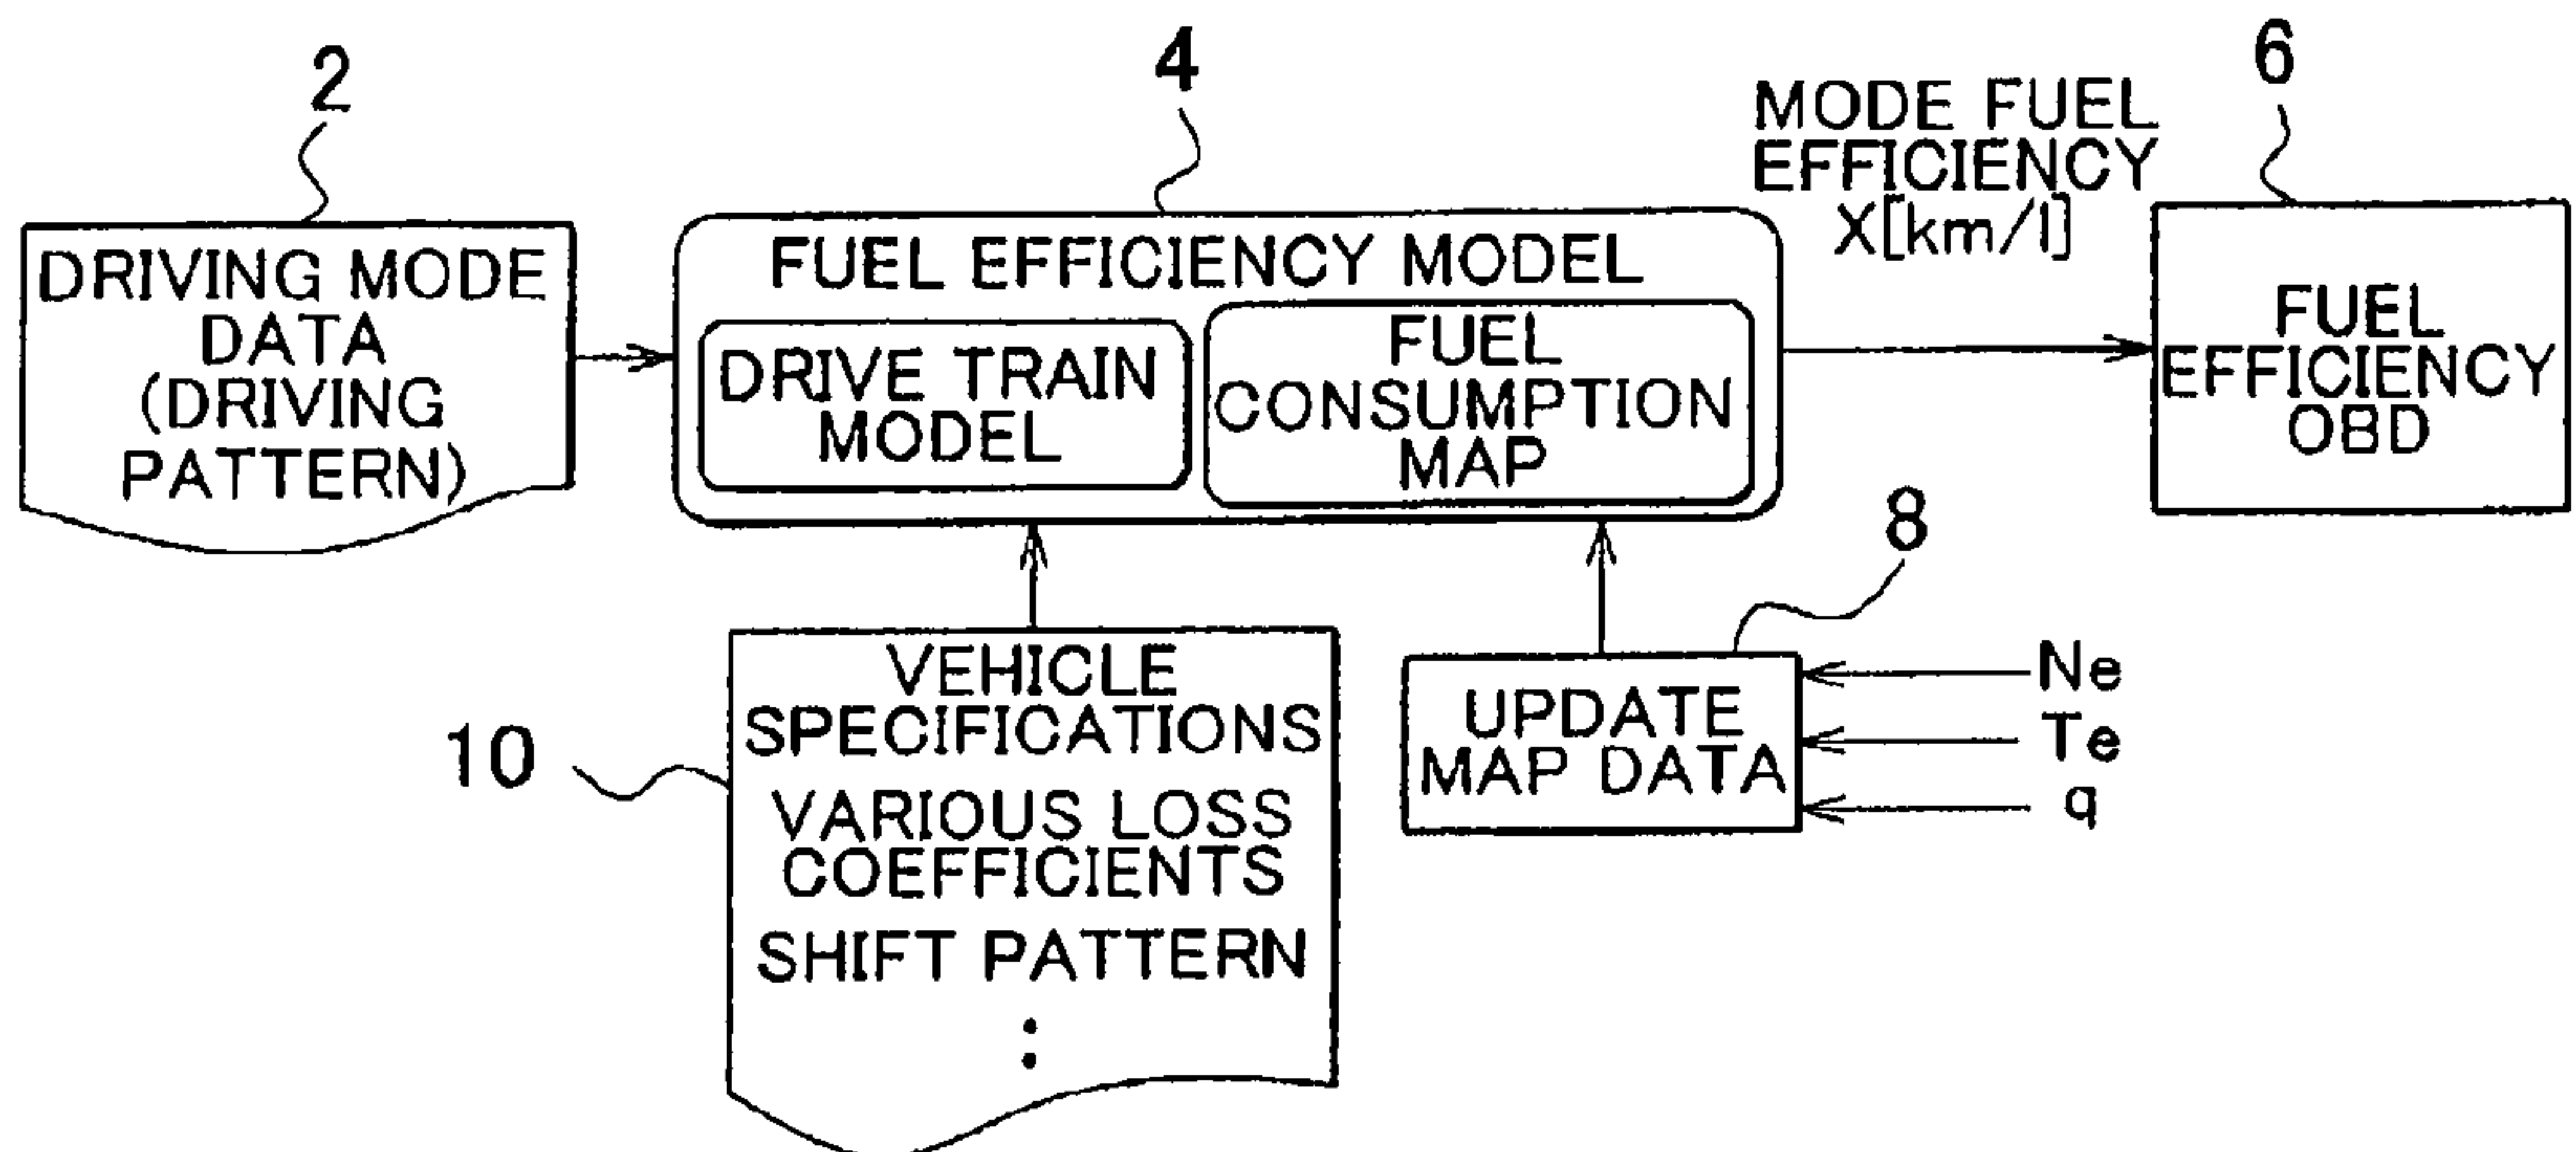 2
4
6
MODE FUEL
EFFICIENCY
X[km/l]
DRIVING MODE
DATA
(DRIVING
PATTERN)
FUEL EFFICIENCY MODEL
DRIVE TRAIN
MODEL
FUEL
CONSUMPTION
MAP
FUEL
EFFICIENCY
OBD
8
10
VEHICLE
SPECIFICATIONS
VARIOUS LOSS
COEFFICIENTS
SHIFT PATTERN
:
UPDATE
MAP DATA
Ne
Te
q